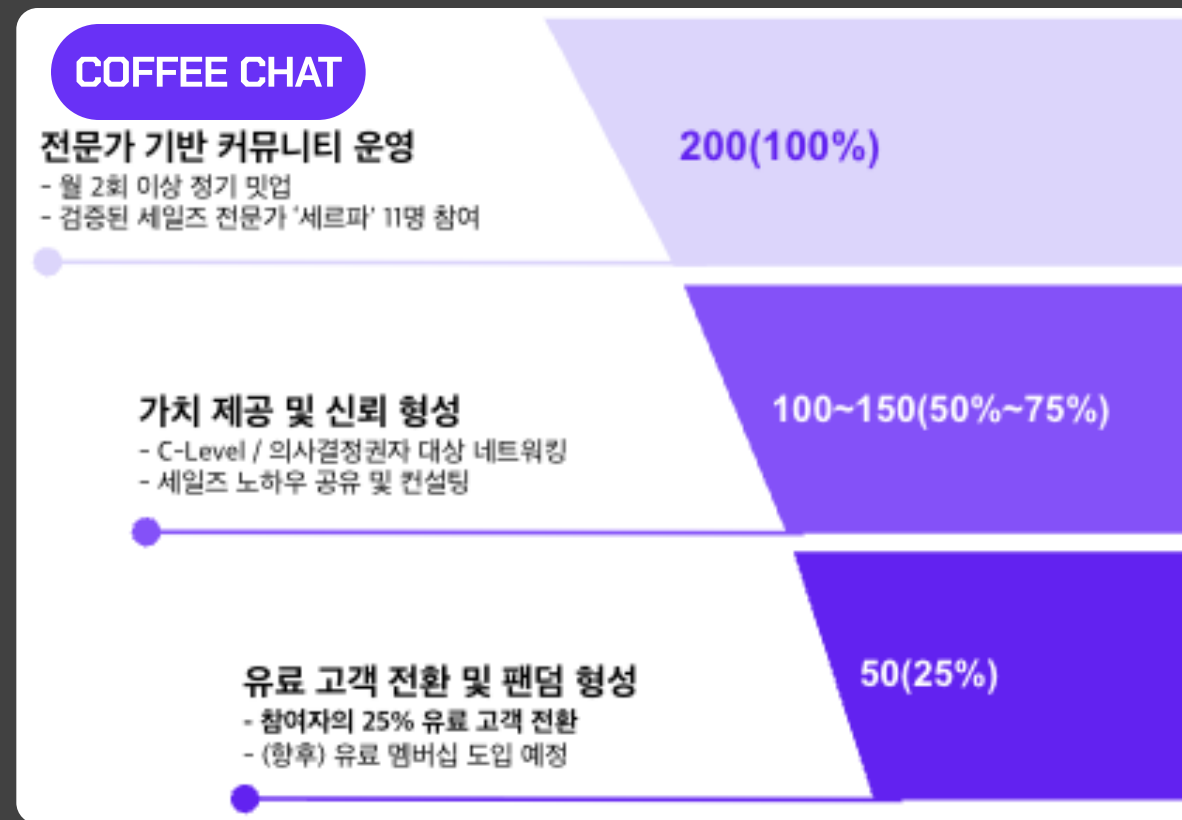 COFFEE CHAT
전문가 기반 커뮤니티 운영
- 월 2회 이상 정기 밋업
- 검증된 세일즈 전문가 '세르파' 11명 참여
200(100%)
가치 제공 및 신뢰 형성
- C-Level / 의사결정권자 대상 네트워킹
- 세일즈 노하우 공유 및 컨설팅
100~150(50%~75%)
유료 고객 전환 및 팬덤 형성
- 참여자의 25% 유료 고객 전환
- (향후) 유료 멤버십 도입 예정
50(25%)